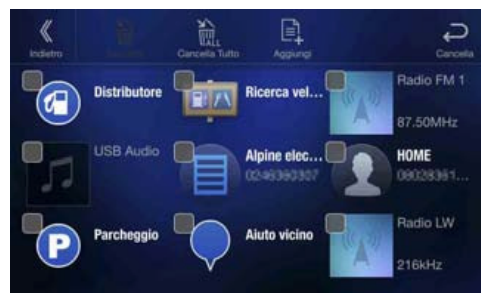 Indietro
ALL
Cancella Tutto
Aggiungi
Cancella
Distributore
Ricerca vel...
Radio FM 1
87.50MHz
USB Audio
Alpine elec...
HOME
P
Parcheggio
Aiuto vicino
Radio LW
216kHz